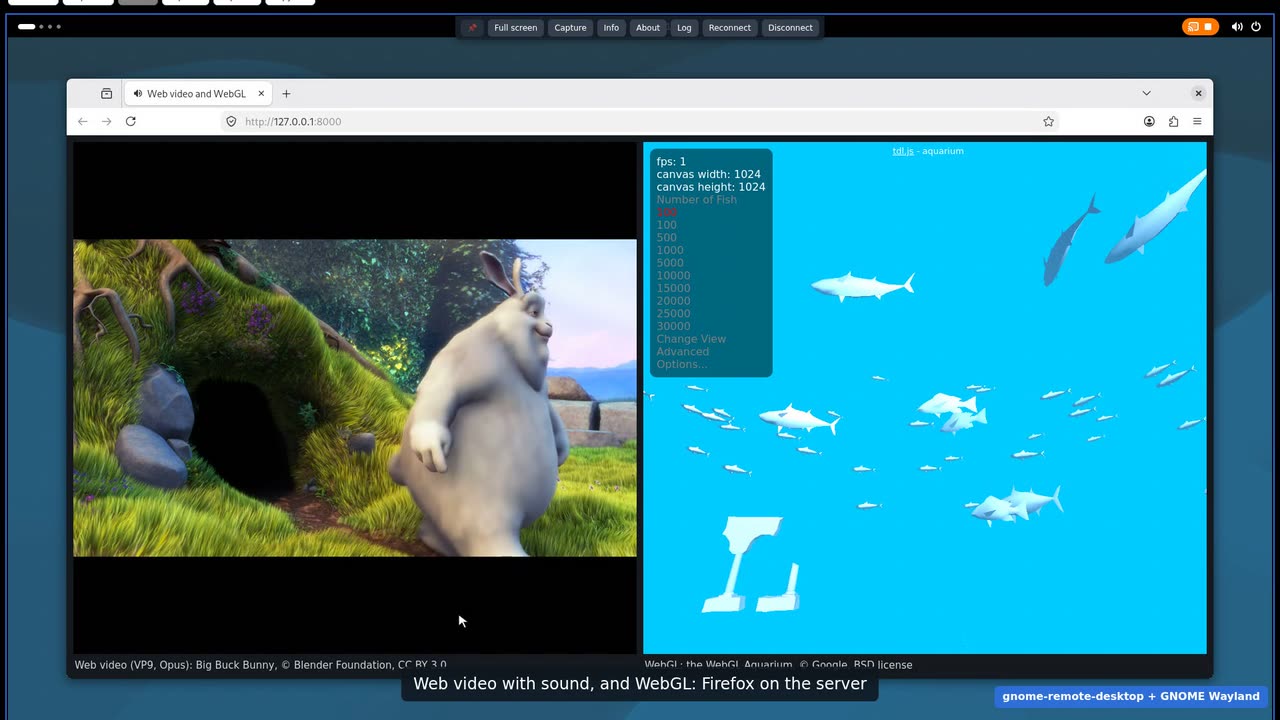 Full screen
Capture
Info
About
Log
Reconnect
Disconnect
Web video and WebGL
http://127.0.0.1:8000
tdl.js - aquarium
fps: 1
canvas width: 1024
canvas height: 1024
Number of Fish
100
500
1000
5000
10000
15000
20000
25000
30000
Change View
Advanced
Options...
Web video (VP9, Opus): Big Buck Bunny, © Blender Foundation, CC BY 3.0
WebGL: the WebGL Aquarium, © Google, BSD license
Web video with sound, and WebGL: Firefox on the server
gnome-remote-desktop + GNOME Wayland